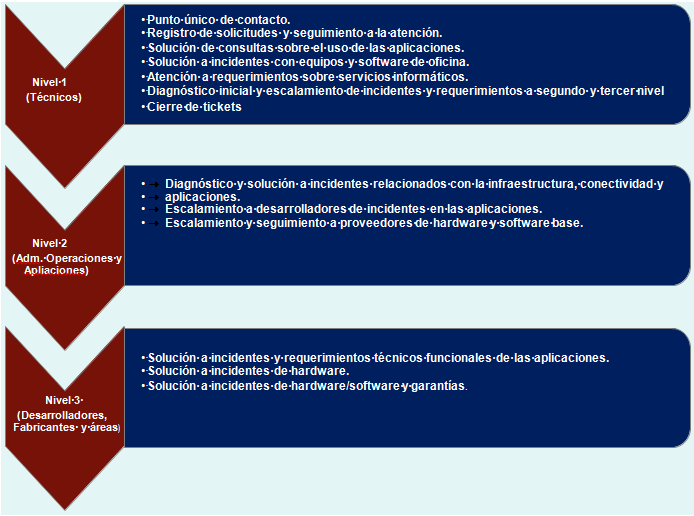 Nivel·1
(Técnicos)
•Punto·único·de·contacto.
•Registro·de·solicitudes·y·seguimiento·a·la·atención.
•Solución·de·consultas·sobre·el·uso·de·las·aplicaciones.
•Solución·a·incidentes·con·equipos·y·software·de·oficina.
•Atención·a·requerimientos·sobre·servicios·informáticos.
•Diagnóstico·inicial·y·escalamiento·de·incidentes·y·requerimientos·a·segundo·y·tercer·nivel
•Cierre·de·tickets
Nivel·2
(Adm.·Operaciones·y
Apliaciones)
•→ Diagnóstico·y·solución·a·incidentes·relacionados·con·la·infraestructura,·conectividad·y
•→ aplicaciones.
•→ Escalamiento·a·desarrolladores·de·incidentes·en·las·aplicaciones.
•→ Escalamiento·y·seguimiento·a·proveedores·de·hardware·y·software·base.
Nivel·3·
(Desarrolladores,
Fabricantes··y·áreas)
•Solución·a·incidentes·y·requerimientos·técnicos·funcionales·de·las·aplicaciones.
•Solución·a·incidentes·de·hardware.
•Solución·a·incidentes·de·hardware/software·y·garantías.